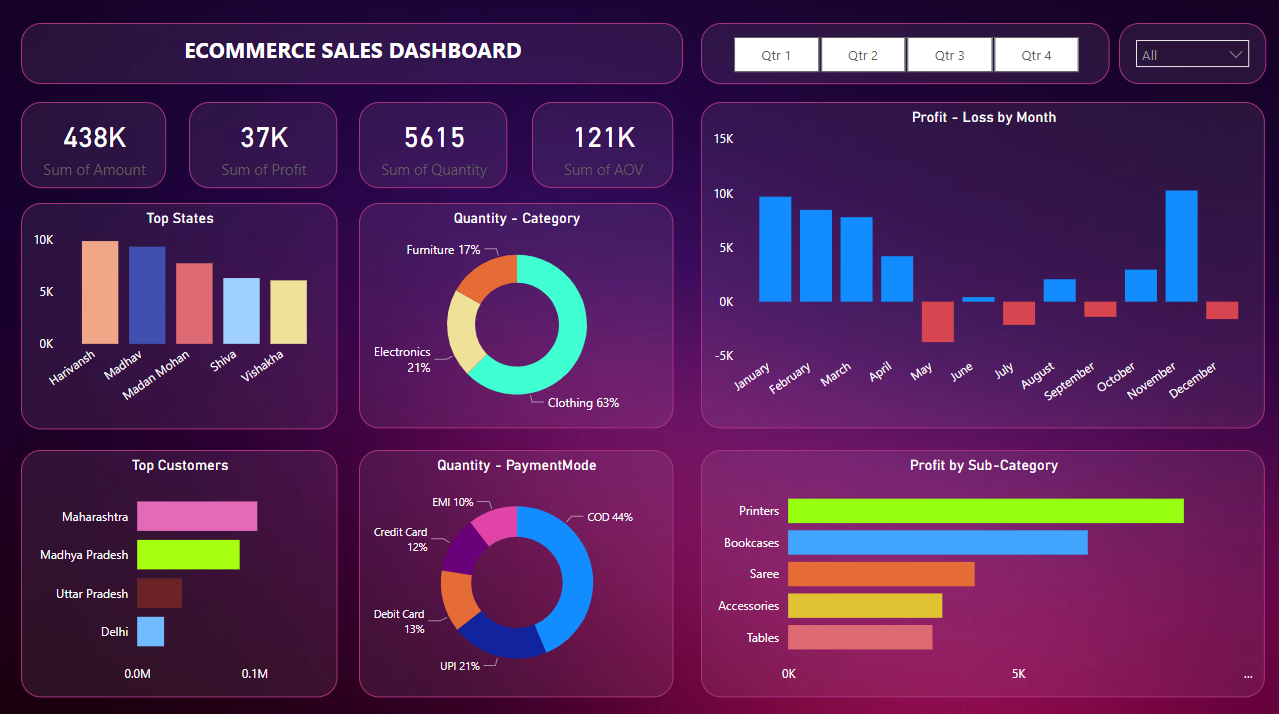 ECOMMERCE SALES DASHBOARD
Qtr 1
Qtr 2
Qtr 3
Qtr 4
All
438K
Sum of Amount
37K
Sum of Profit
5615
Sum of Quantity
121K
Sum of AOV
Profit - Loss by Month
15K
10K
5K
0K
-5K
January
February
March
April
May
June
July
August
September
October
November
December
Top States
10K
5K
0K
Harivansh
Madhav
Madan Mohan
Shiva
Vishakha
Quantity - Category
Furniture 17%
Electronics
21%
Clothing 63%
Top Customers
Maharashtra
Madhya Pradesh
Uttar Pradesh
Delhi
0.0M
0.1M
Quantity - PaymentMode
EMI 10%
COD 44%
Credit Card
12%
Debit Card
13%
UPI 21%
Profit by Sub-Category
Printers
Bookcases
Saree
Accessories
Tables
0K
5K
...